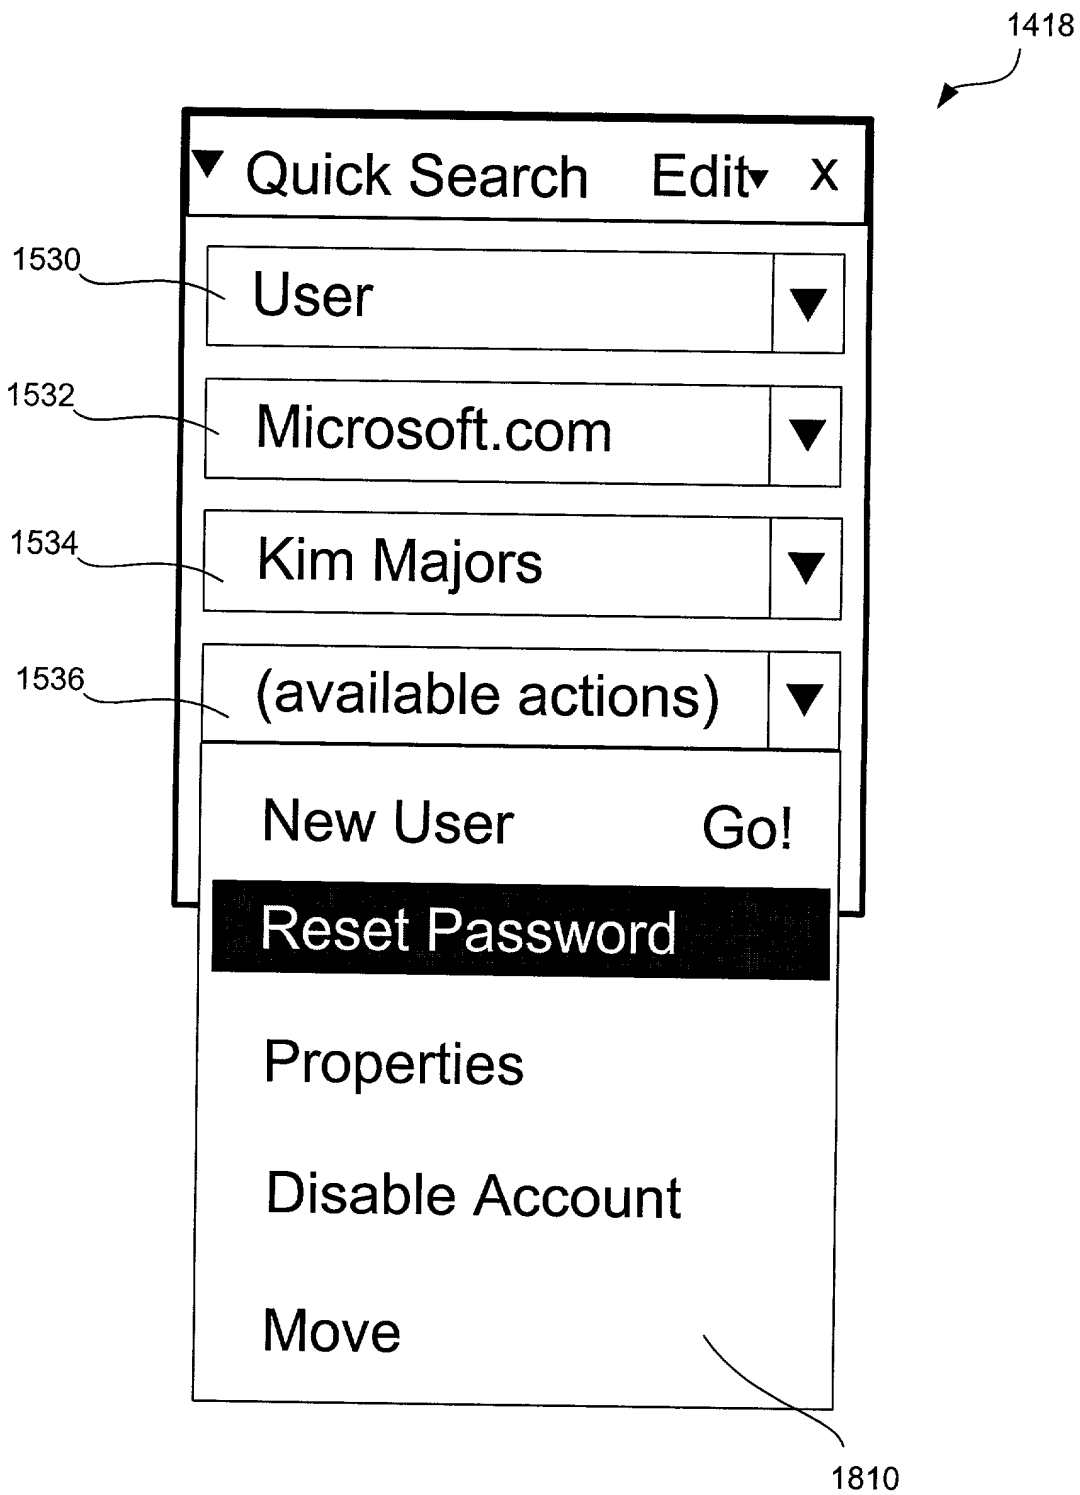 1418
Quick Search Edit x
1530
User
1532
Microsoft.com
1534
Kim Majors
1536
(available actions)
New User Go!
Reset Password
Properties
Disable Account
Move
1810